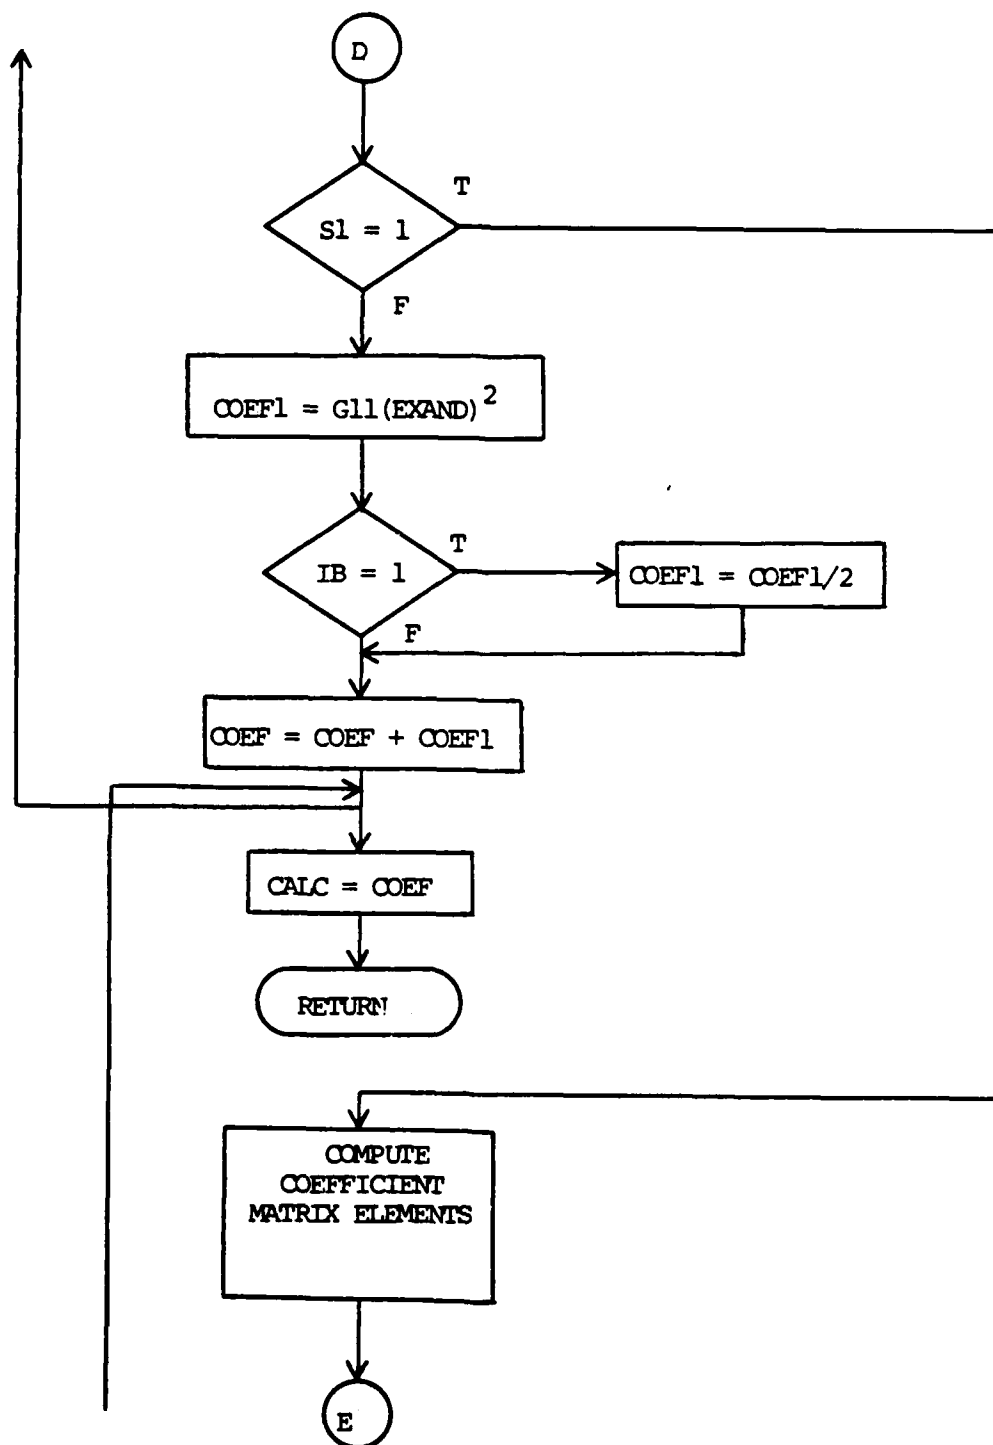 D
T
S1 = 1
F
COEF1 = G11(EXAND)²
T
IB = 1
COEF1 = COEF1/2
F
COEF = COEF + COEF1
CALC = COEF
RETURN
COMPUTE
COEFFICIENT
MATRIX ELEMENTS
E